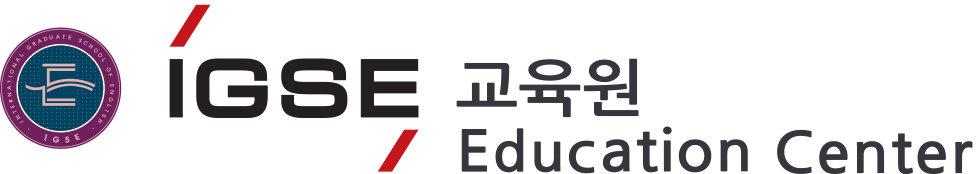 INTERNATIONAL GRADUATE SCHOOL OF ENGLISH
IGSE
IGSE
교육원
Education Center